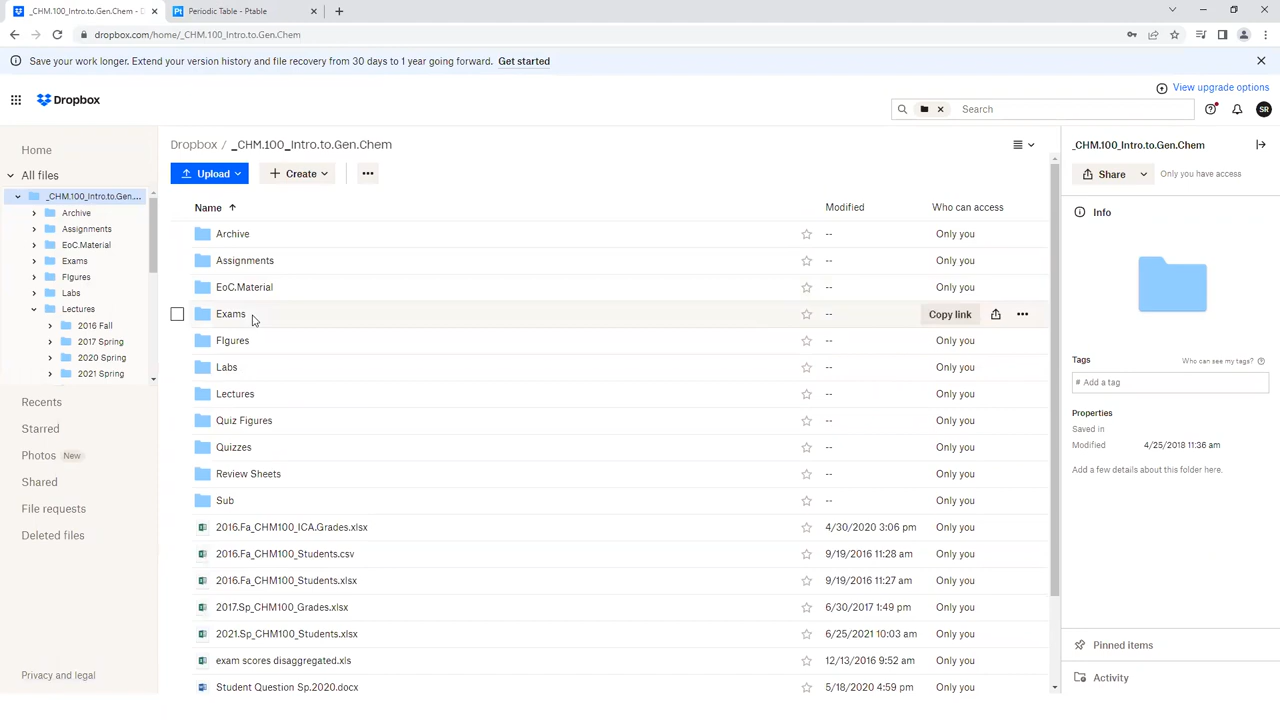 _CHM.100_Intro.to.Gen.Chem - D
Periodic Table - Ptable
dropbox.com/home/_CHM.100_Intro.to.Gen.Chem
Save your work longer. Extend your version history and file recovery from 30 days to 1 year going forward. Get started
View upgrade options
Dropbox
Search
SR
Home
All files
_CHM.100_Intro.to.Gen....
Archive
Assignments
EoC.Material
Exams
FIgures
Labs
Lectures
2016 Fall
2017 Spring
2020 Spring
2021 Spring
Recents
Starred
Photos New
Shared
File requests
Deleted files
Privacy and legal
Dropbox / _CHM.100_Intro.to.Gen.Chem
Upload Create
Name Modified Who can access
Archive -- Only you
Assignments -- Only you
EoC.Material -- Only you
Exams -- Copy link
FIgures -- Only you
Labs -- Only you
Lectures -- Only you
Quiz Figures -- Only you
Quizzes -- Only you
Review Sheets -- Only you
Sub -- Only you
2016.Fa_CHM100_ICA.Grades.xlsx 4/30/2020 3:06 pm Only you
2016.Fa_CHM100_Students.csv 9/19/2016 11:28 am Only you
2016.Fa_CHM100_Students.xlsx 9/19/2016 11:27 am Only you
2017.Sp_CHM100_Grades.xlsx 6/30/2017 1:49 pm Only you
2021.Sp_CHM100_Students.xlsx 6/25/2021 10:03 am Only you
exam scores disaggregated.xls 12/13/2016 9:52 am Only you
Student Question Sp.2020.docx 5/18/2020 4:59 pm Only you
_CHM.100_Intro.to.Gen.Chem
Share Only you have access
Info
Tags Who can see my tags?
# Add a tag
Properties
Saved in
Modified 4/25/2018 11:36 am
Add a few details about this folder here.
Pinned items
Activity